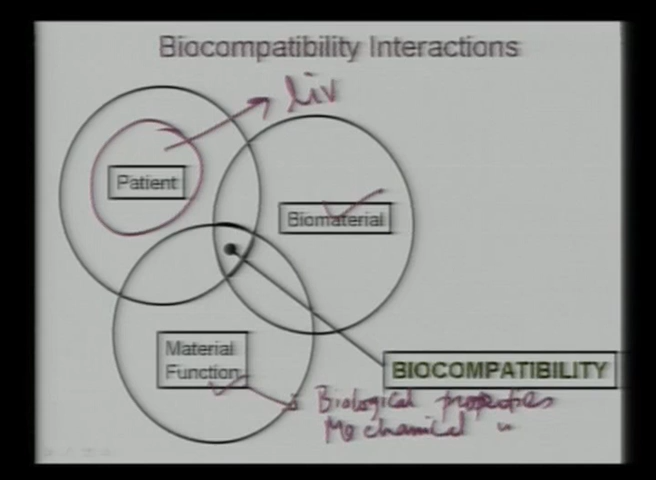 Biocompatibility Interactions
liv
Patient
Biomaterial
Material
Function
BIOCOMPATIBILITY
Biological properties
Mechanical "